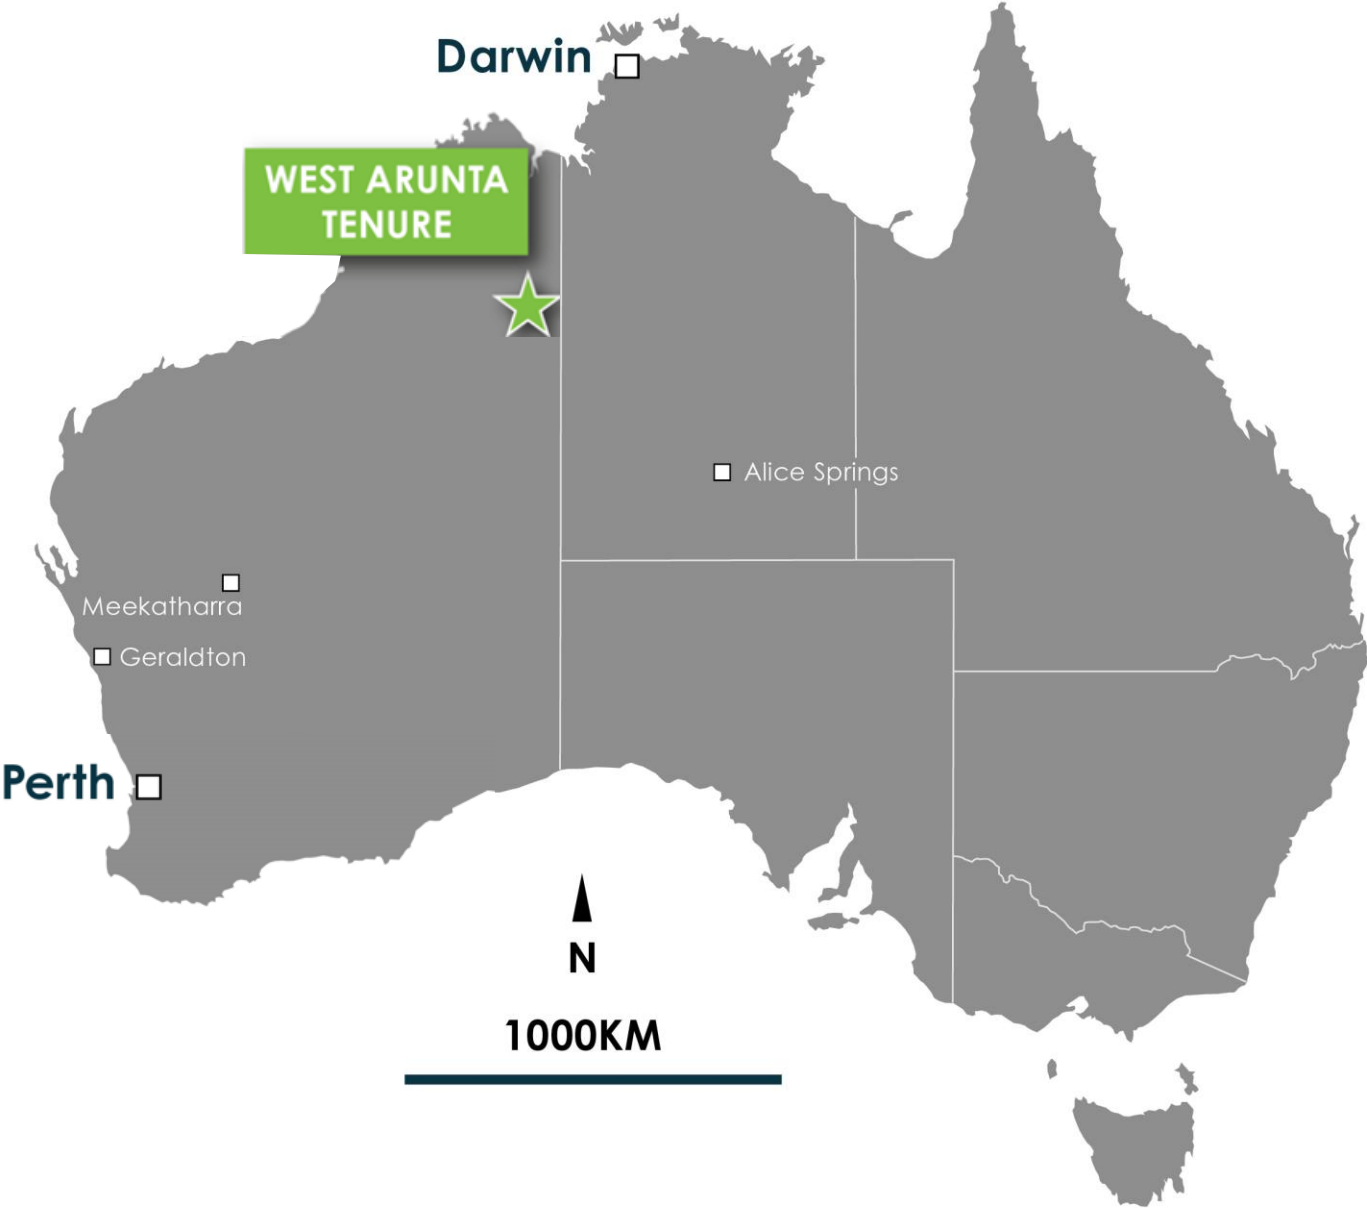 Darwin
WEST ARUNTA
TENURE
Alice Springs
Meekatharra
Geraldton
Perth
N
1000KM